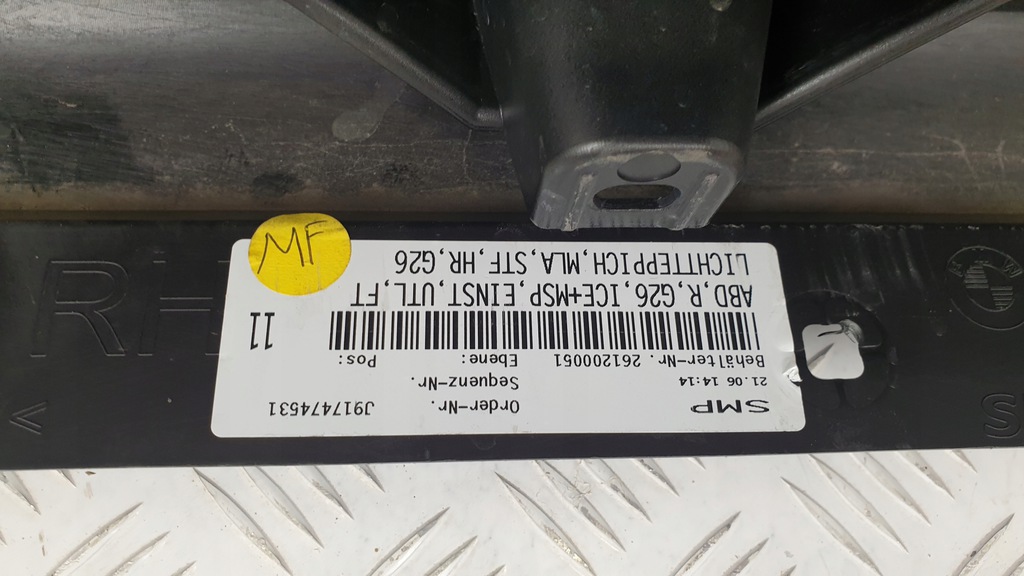 SMP
Order-Nr.
J917474531
21.06 14:14
Sequenz-Nr.
Behälter-Nr. 261200051
Ebene:
Pos:
11
ABD,R,G26,ICE+MSP,EINST,UTL,FT
LICHTTEPPICH,MLA,STF,HR,G26
MF
RH
S